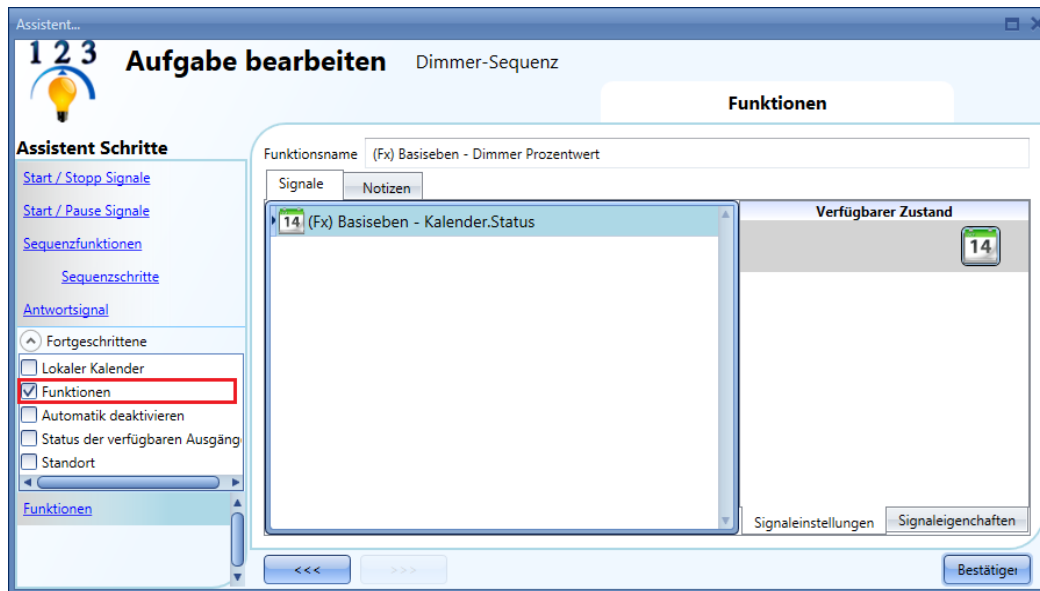 Assistent...
1 2 3
Aufgabe bearbeiten Dimmer-Sequenz
Funktionen
Assistent Schritte
Start / Stopp Signale
Start / Pause Signale
Sequenzfunktionen
Sequenzschritte
Antwortsignal
Fortgeschrittene
Lokaler Kalender
Funktionen
Automatik deaktivieren
Status der verfügbaren Ausgäng
Standort
Funktionen
Funktionsname (Fx) Basiseben - Dimmer Prozentwert
Signale Notizen
14 (Fx) Basiseben - Kalender.Status
Verfügbarer Zustand
14
Signaleinstellungen Signaleigenschaften
<<< >>> Bestätiger